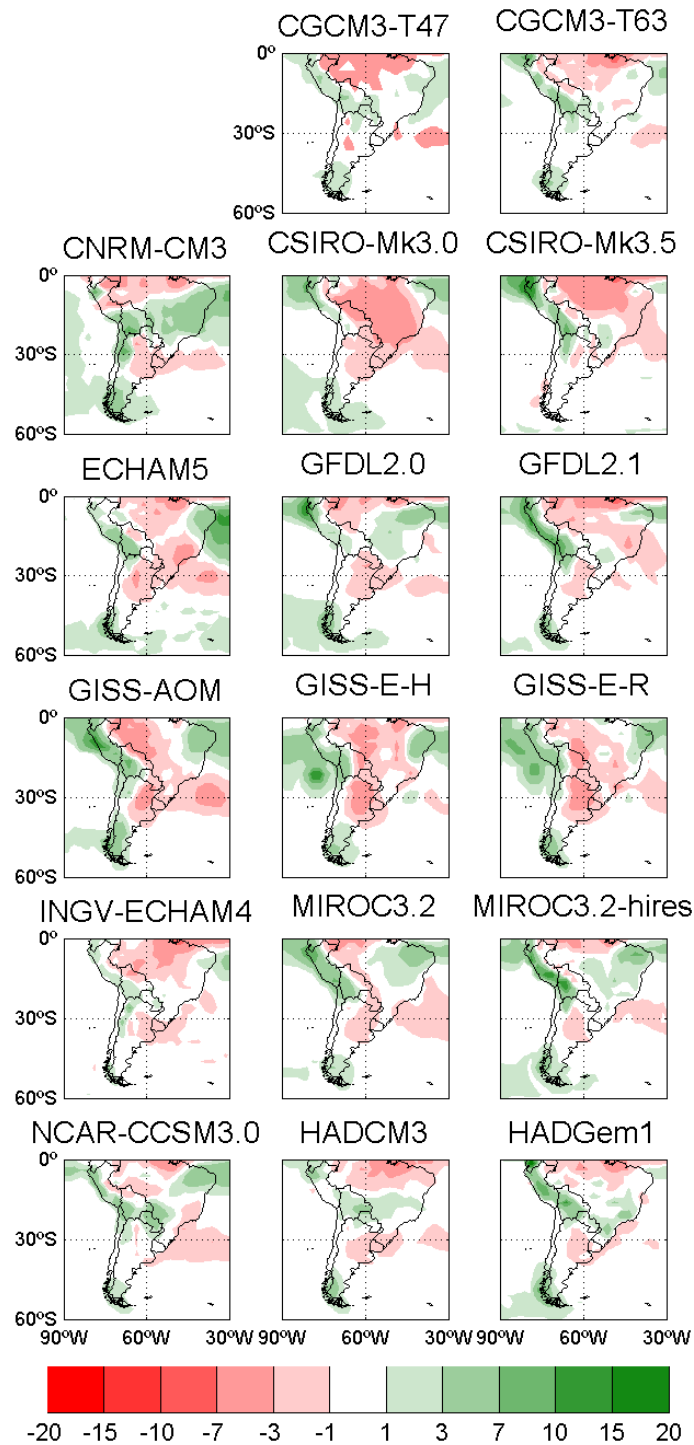 CGCM3-T47 CGCM3-T63
0º
30ºS
60ºS
CNRM-CM3 CSIRO-Mk3.0 CSIRO-Mk3.5
0º
30ºS
60ºS
ECHAM5 GFDL2.0 GFDL2.1
0º
30ºS
60ºS
GISS-AOM GISS-E-H GISS-E-R
0º
30ºS
60ºS
INGV-ECHAM4 MIROC3.2 MIROC3.2-hires
0º
30ºS
60ºS
NCAR-CCSM3.0 HADCM3 HADGem1
0º
30ºS
60ºS
90ºW 60ºW 30ºW 90ºW 60ºW 30ºW 90ºW 60ºW 30ºW
-20 -15 -10 -7 -3 -1 1 3 7 10 15 20